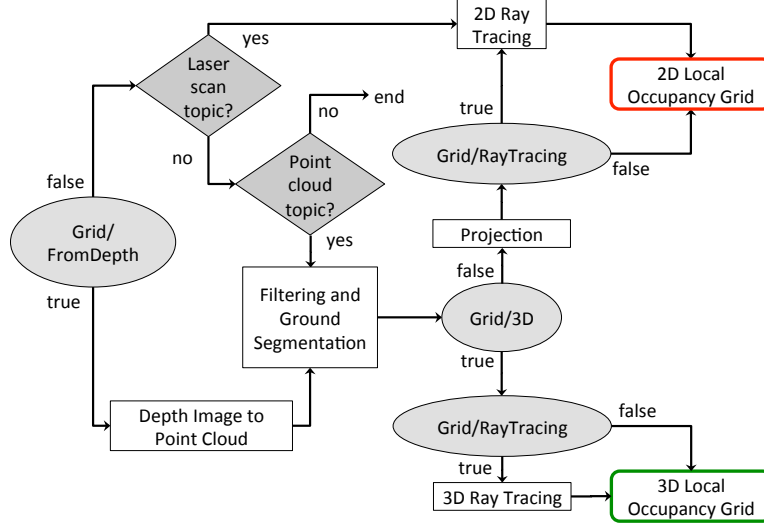 yes
2D Ray
Tracing
Laser
scan
topic?
2D Local
Occupancy Grid
no
end
true
no
Point
cloud
topic?
Grid/RayTracing
false
false
Grid/
FromDepth
yes
Projection
true
false
Filtering and
Ground
Segmentation
Grid/3D
true
Depth Image to
Point Cloud
Grid/RayTracing
false
true
3D Ray Tracing
3D Local
Occupancy Grid